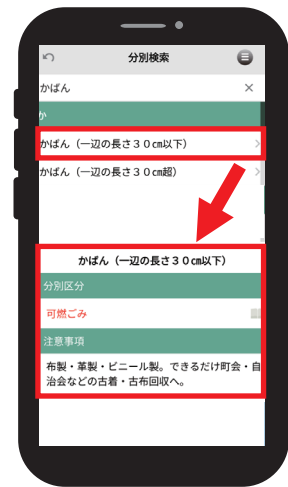 分別検索
かばん
か
かばん（一辺の長さ３０㎝以下）
かばん（一辺の長さ３０㎝超）
かばん（一辺の長さ３０㎝以下）
分別区分
可燃ごみ
注意事項
布製・革製・ビニール製。できるだけ町会・自
治会などの古着・古布回収へ。